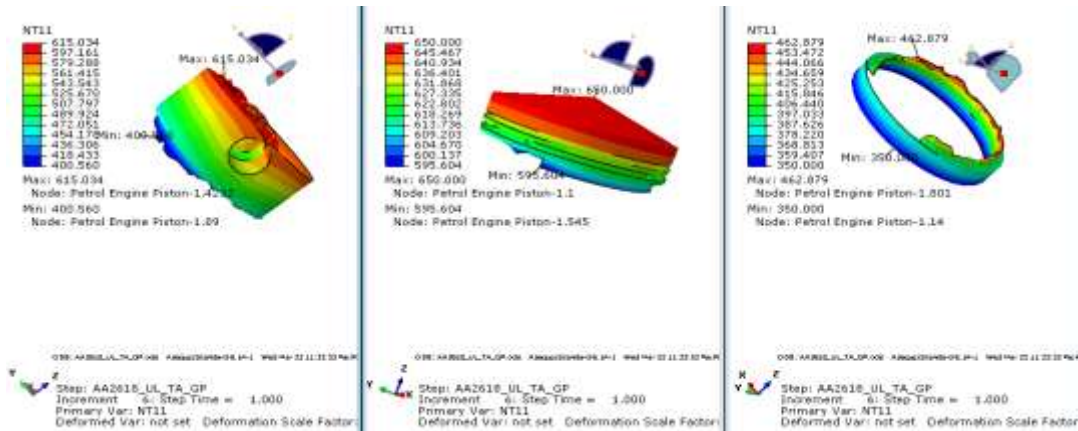 NT11
615.034
597.161
579.288
561.415
543.543
525.670
507.797
489.924
472.051
454.178
436.306
418.433
400.560
Max: 615.034
Min: 400.
Max: 615.034
Node: Petrol Engine Piston-1.
Min: 400.560
Node: Petrol Engine Piston-1.89
Step: AA2618_UL_TA_GP
Increment 6: Step Time = 1.000
Primary Var: NT11
Deformed Var: not set Deformation Scale Factor:
NT11
650.000
645.467
640.934
636.401
631.868
627.335
622.802
618.269
613.736
609.203
604.670
600.137
595.604
Max: 650.000
Min: 595.604
Max: 650.000
Node: Petrol Engine Piston-1.1
Min: 595.604
Node: Petrol Engine Piston-1.545
Step: AA2618_UL_TA_GP
Increment 6: Step Time = 1.000
Primary Var: NT11
Deformed Var: not set Deformation Scale Factor
NT11
462.879
453.472
444.066
434.659
425.253
415.846
406.440
397.033
387.626
378.220
368.813
359.407
350.000
Max: 462.879
Min: 350.000
Max: 462.879
Node: Petrol Engine Piston-1.801
Min: 350.000
Node: Petrol Engine Piston-1.14
Step: AA2618_UL_TA_GP
Increment 6: Step Time = 1.000
Primary Var: NT11
Deformed Var: not set Deformation Scale Factor: